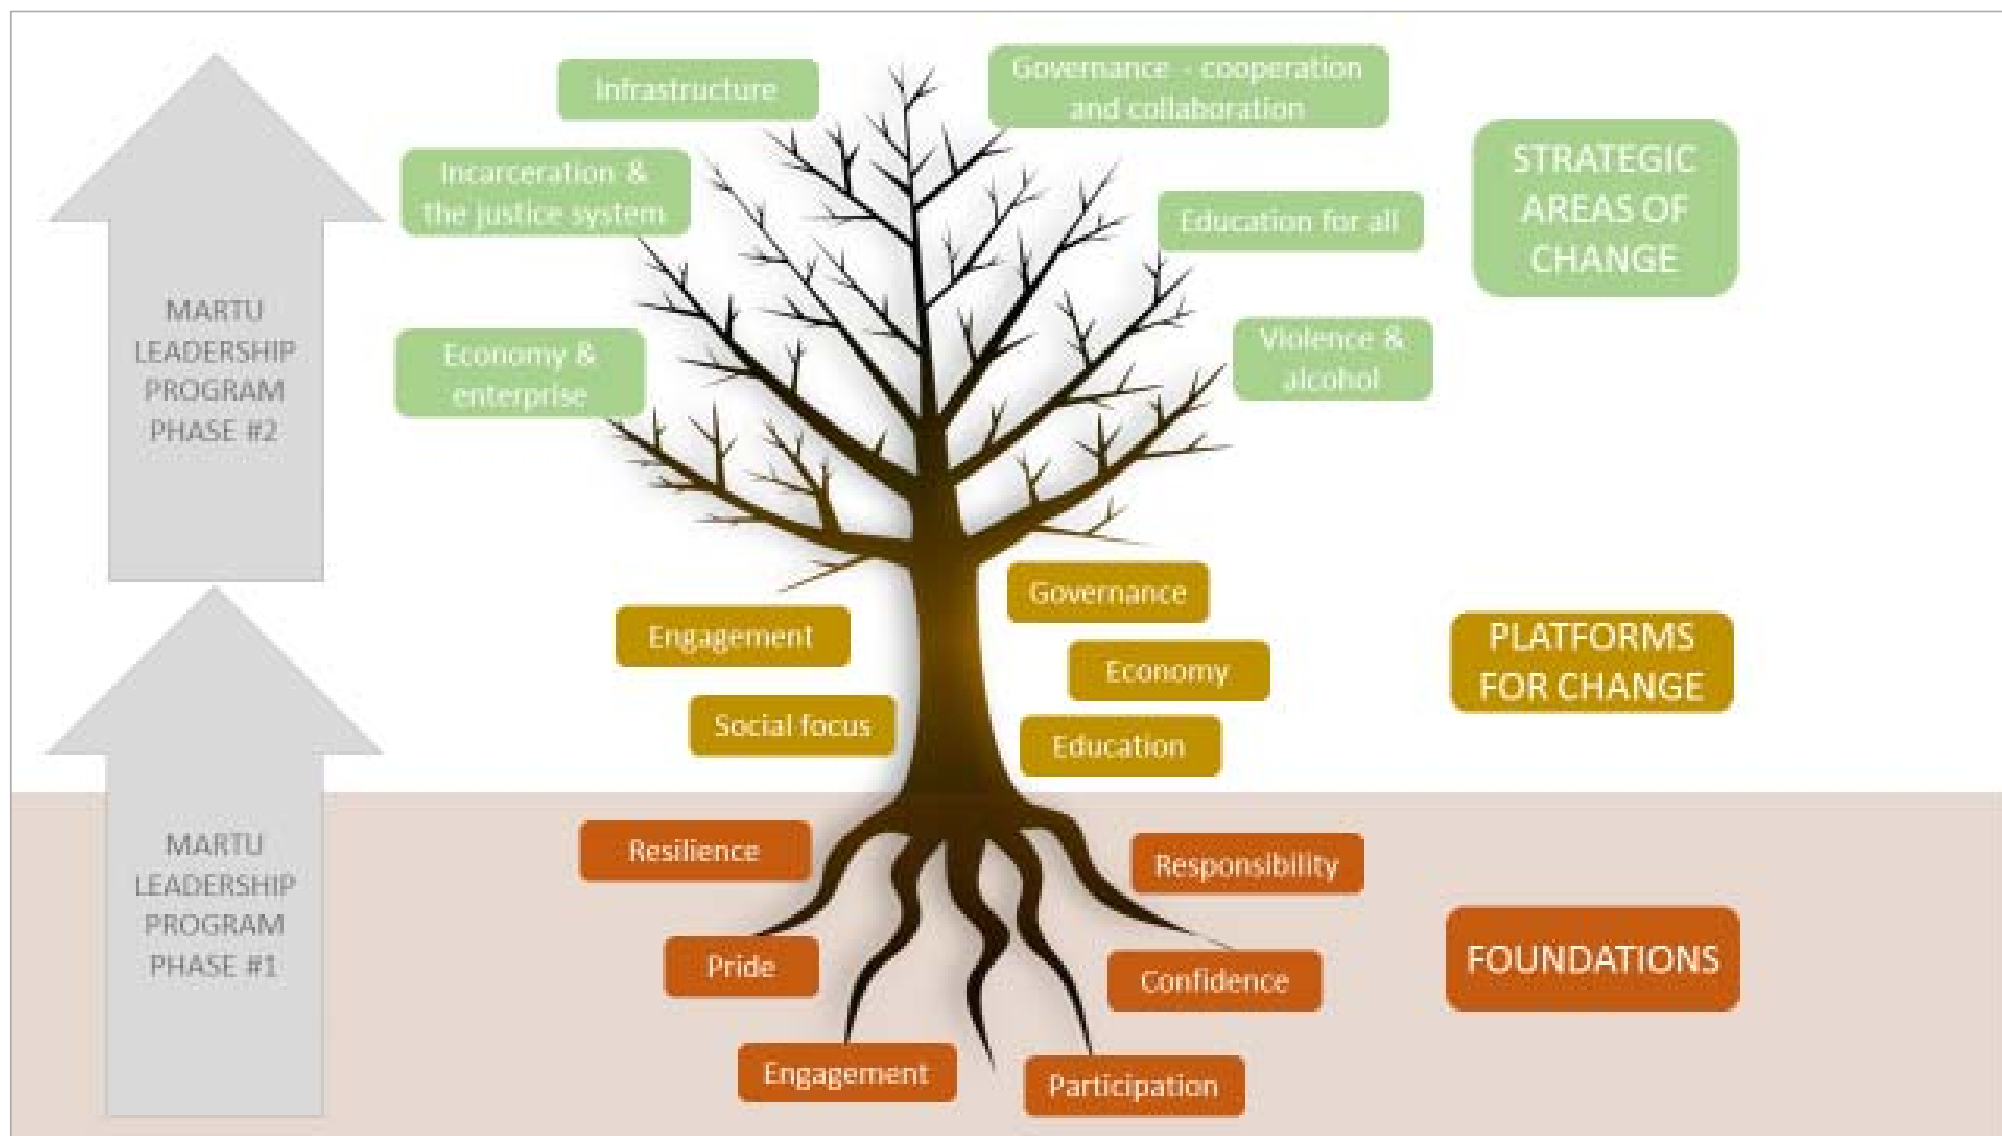 Infrastructure
Governance - cooperation
and collaboration
Incarceration &
the justice system
Education for all
STRATEGIC
AREAS OF
CHANGE
MARTU
LEADERSHIP
PROGRAM
PHASE #2
Economy &
enterprise
Violence &
alcohol
Governance
Engagement
Economy
Social focus
Education
PLATFORMS
FOR CHANGE
MARTU
LEADERSHIP
PROGRAM
PHASE #1
Resilience
Responsibility
Pride
Confidence
Engagement
Participation
FOUNDATIONS